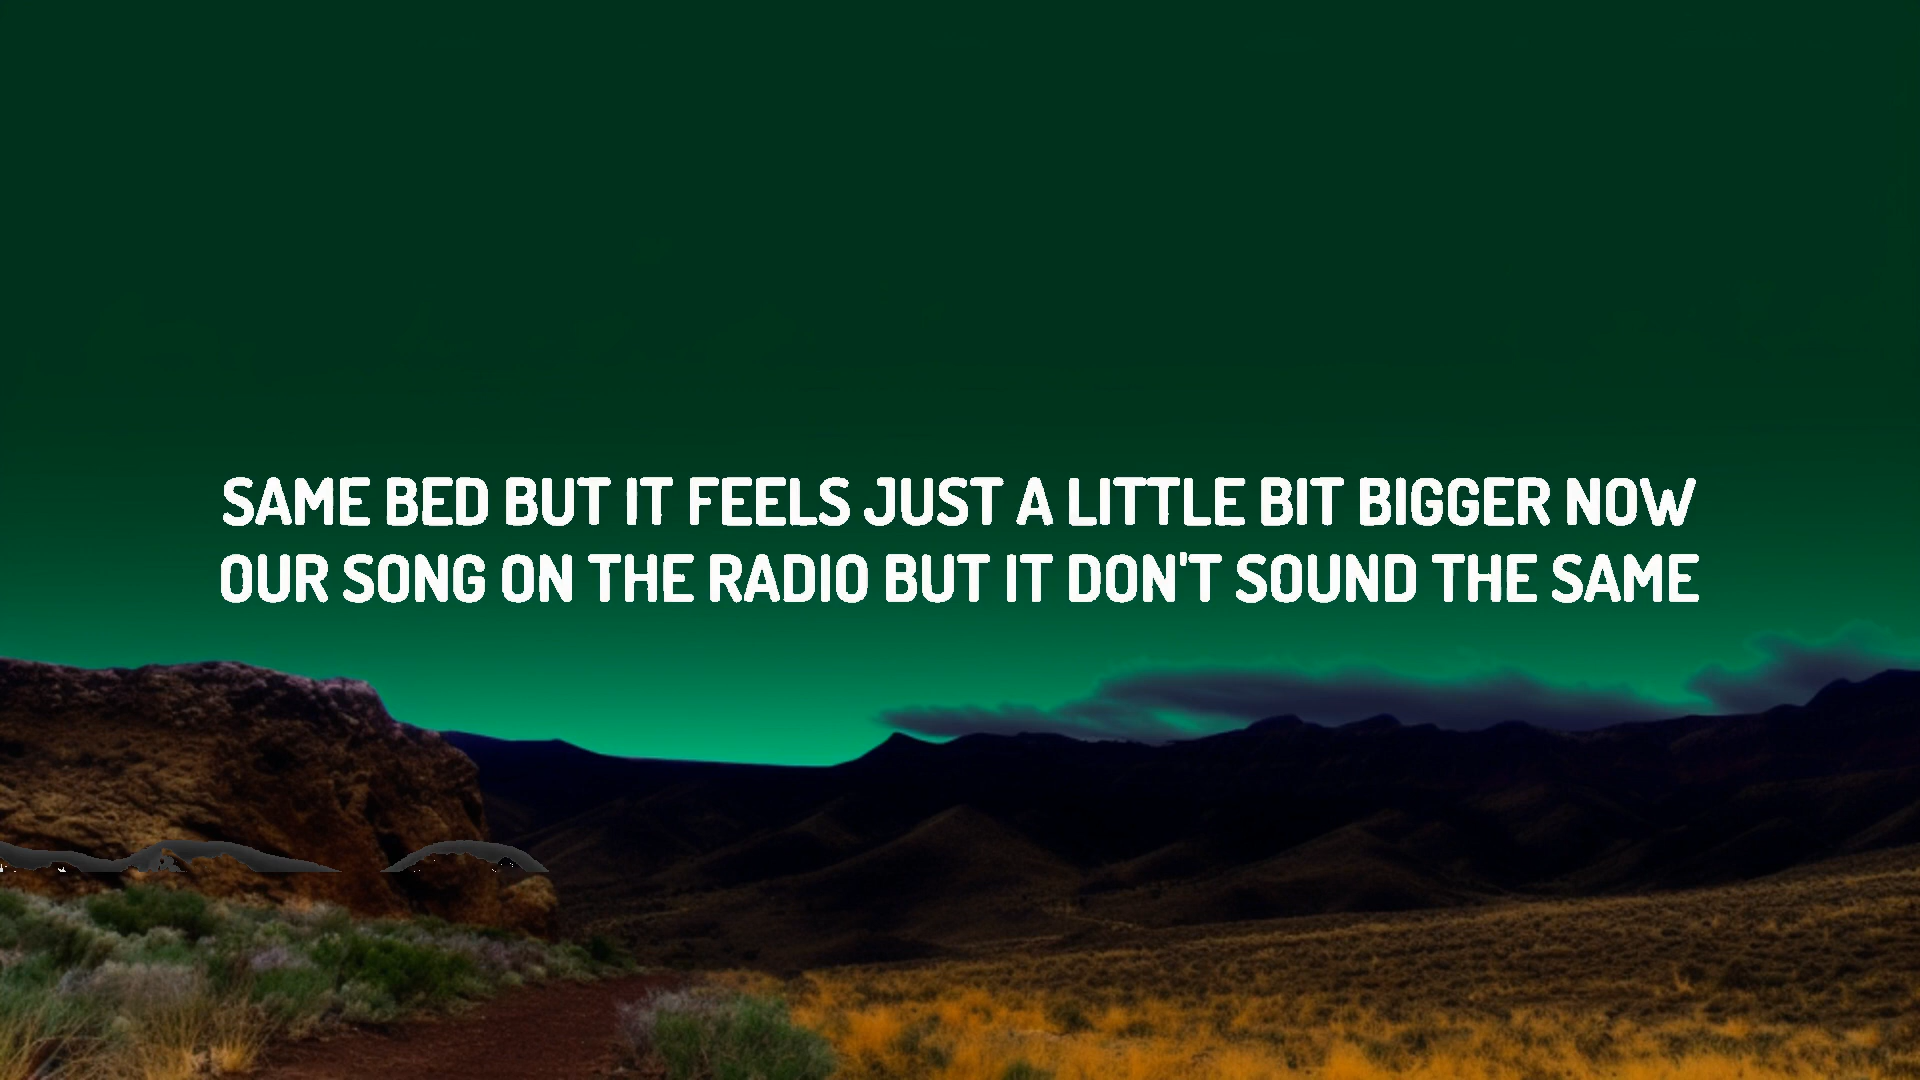 SAME BED BUT IT FEELS JUST A LITTLE BIT BIGGER NOW
OUR SONG ON THE RADIO BUT IT DON'T SOUND THE SAME